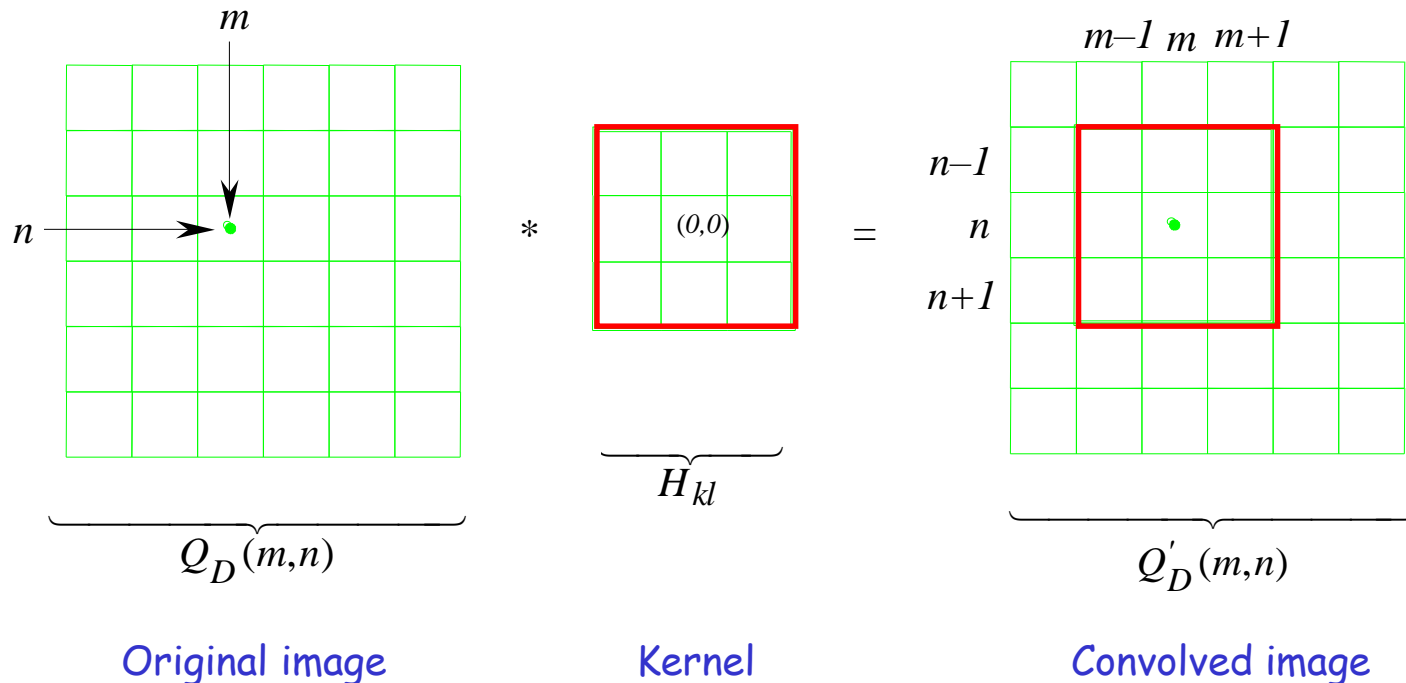 m
m–1 m m+1
n–1
n * (0,0) = n
n+1
H_kl
Q_D(m,n)
Q'_D(m,n)
Original image
Kernel
Convolved image